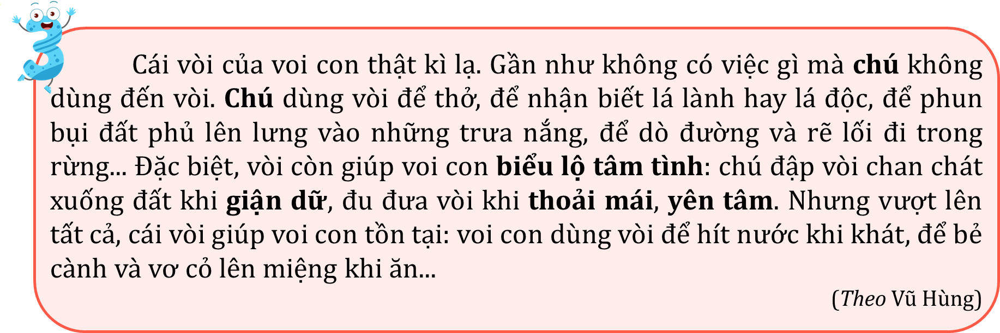 Cái vòi của voi con thật kì lạ. Gần như không có việc gì mà chú không
dùng đến vòi. Chú dùng vòi để thở, để nhận biết lá lành hay lá độc, để phun
bụi đất phủ lên lưng vào những trưa nắng, để dò đường và rẽ lối đi trong
rừng... Đặc biệt, vòi còn giúp voi con biểu lộ tâm tình: chú đập vòi chan chát
xuống đất khi giận dữ, đu đưa vòi khi thoải mái, yên tâm. Nhưng vượt lên
tất cả, cái vòi giúp voi con tồn tại: voi con dùng vòi để hít nước khi khát, để bẻ
cành và vơ cỏ lên miệng khi ăn...
(Theo Vũ Hùng)